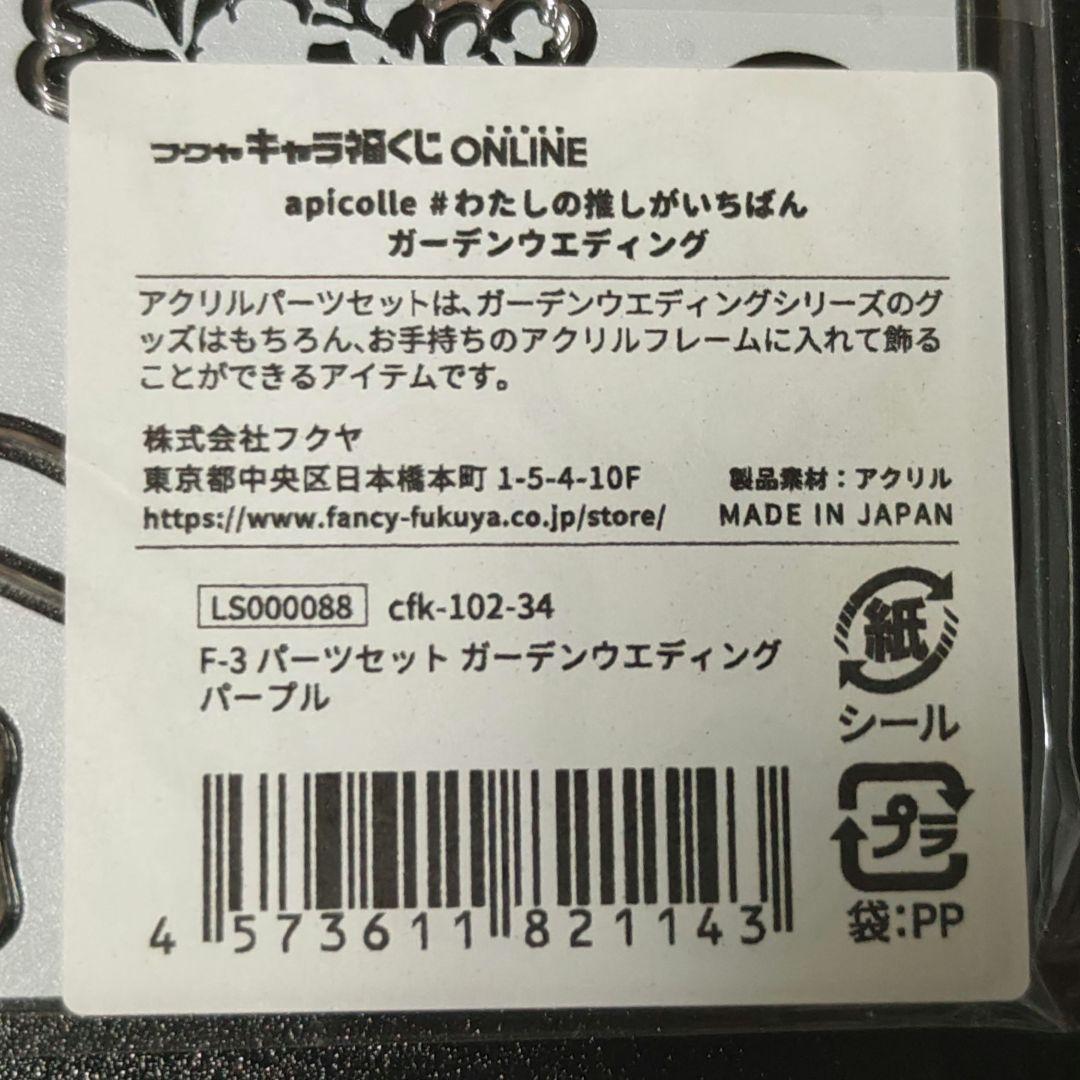 フクヤキャラ福くじONLINE
apicolle #わたしの推しがいちばん
ガーデンウエディング
アクリルパーツセットは、ガーデンウエディングシリーズのグ
ッズはもちろん、お手持ちのアクリルフレームに入れて飾る
ことができるアイテムです。
株式会社フクヤ
東京都中央区日本橋本町 1-5-4-10F
製品素材：アクリル
https://www.fancy-fukuya.co.jp/store/
MADE IN JAPAN
LS000088 cfk-102-34
F-3 パーツセット ガーデンウエディング
パープル
紙
シール
プラ
袋：PP
4 573611 821143